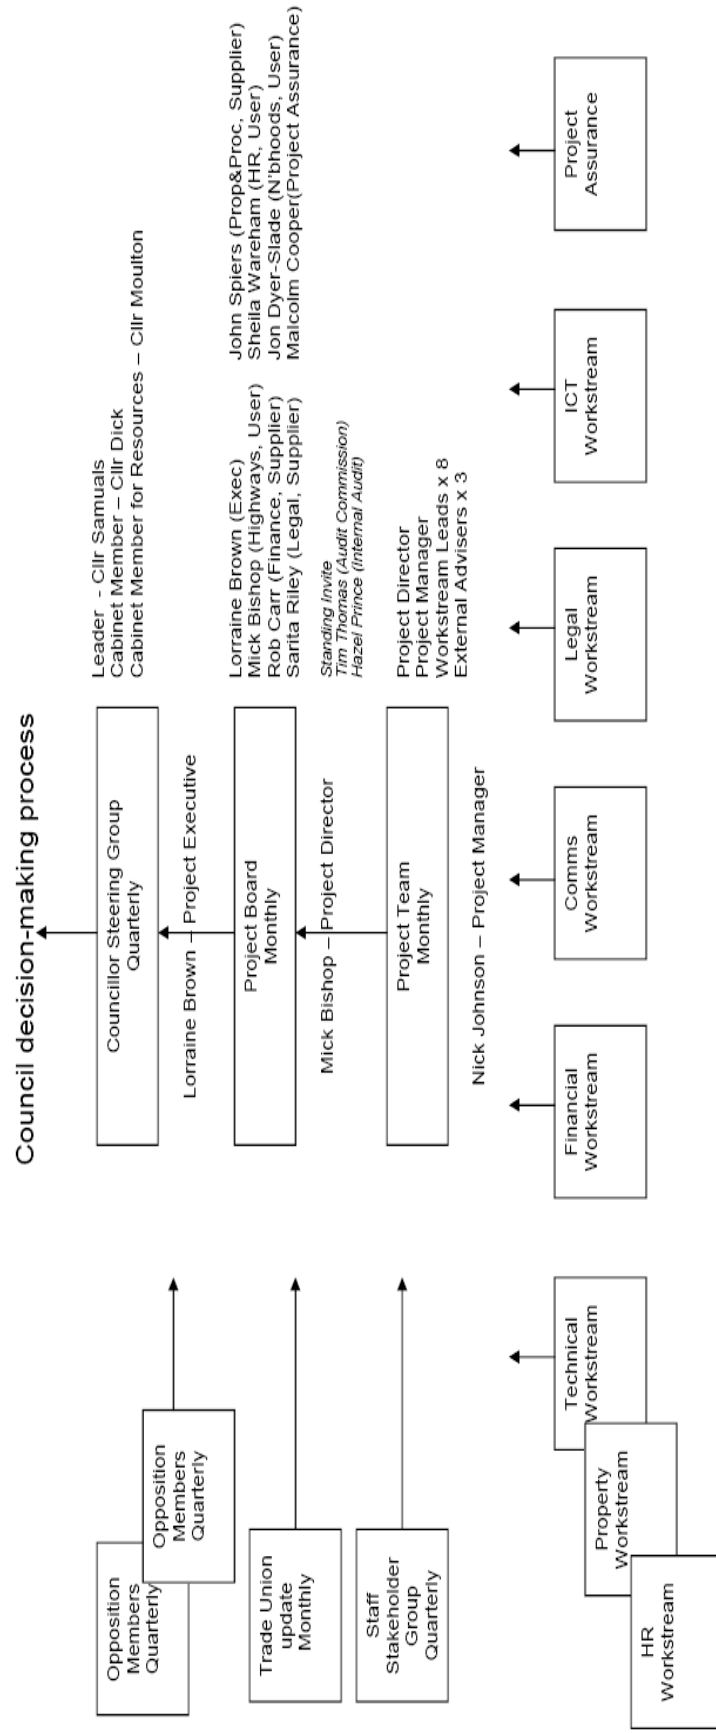 Council decision-making process
Opposition
Members
Quarterly
Opposition
Members
Quarterly
Councillor Steering Group
Quarterly
Leader  - Cllr Samuals
Cabinet Member – Cllr Dick
Cabinet Member for Resources – Cllr Moulton
Lorraine Brown – Project Executive
Trade Union
update
Monthly
Project Board
Monthly
Lorraine Brown (Exec)
Mick Bishop (Highways, User)
Rob Carr (Finance, Supplier)
Sarita Riley (Legal, Supplier)
John Spiers (Prop&Proc, Supplier)
Sheila Wareham (HR, User)
Jon Dyer-Slade (N'bhoods, User)
Malcolm Cooper(Project Assurance)
Standing Invite
Tim Thomas (Audit Commission)
Hazel Prince (Internal Audit)
Mick Bishop – Project Director
Staff
Stakeholder
Group
Quarterly
Project Team
Monthly
Project Director
Project Manager
Workstream Leads x 8
External Advisers x 3
Nick Johnson – Project Manager
HR
Workstream
Property
Workstream
Technical
Workstream
Financial
Workstream
Comms
Workstream
Legal
Workstream
ICT
Workstream
Project
Assurance